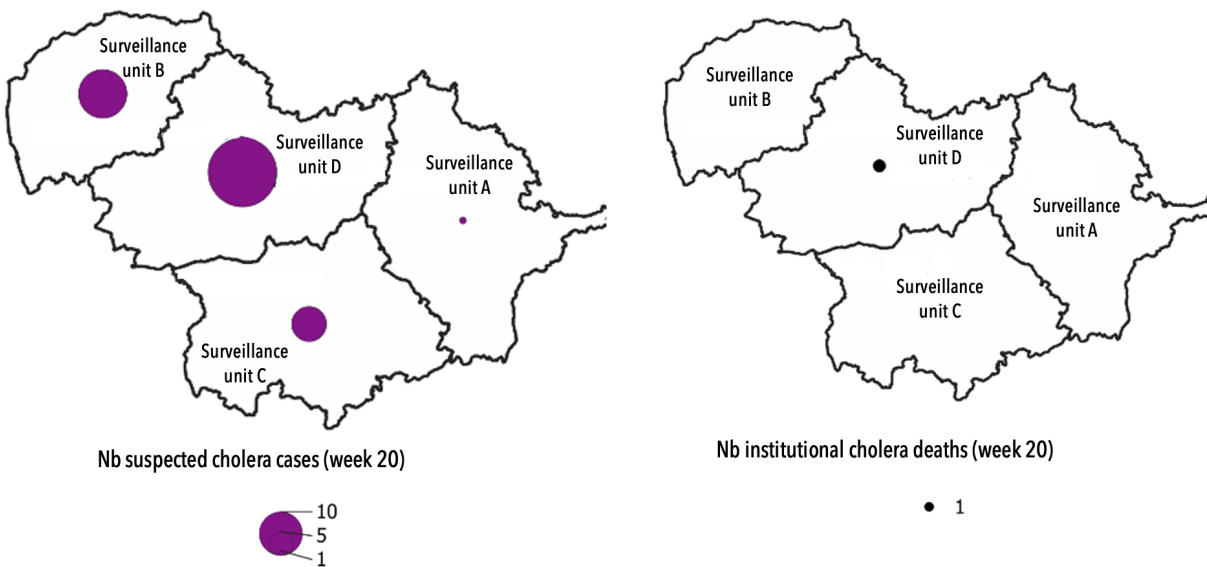 Surveillance
unit B
Surveillance
unit D
Surveillance
unit A
Surveillance
unit C
Nb suspected cholera cases (week 20)
10
5
1
Surveillance
unit B
Surveillance
unit D
Surveillance
unit A
Surveillance
unit C
Nb institutional cholera deaths (week 20)
1